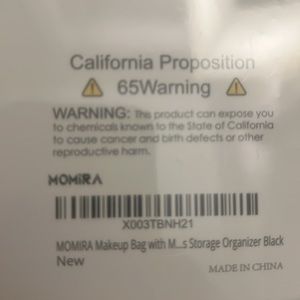 California Proposition
65Warning
WARNING: This product can expose you
to chemicals known to the State of California
to cause cancer and birth defects or other
reproductive harm.
MOMIRA
X003TBNH21
MOMIRA Makeup Bag with M...s Storage Organizer Black
New
MADE IN CHINA